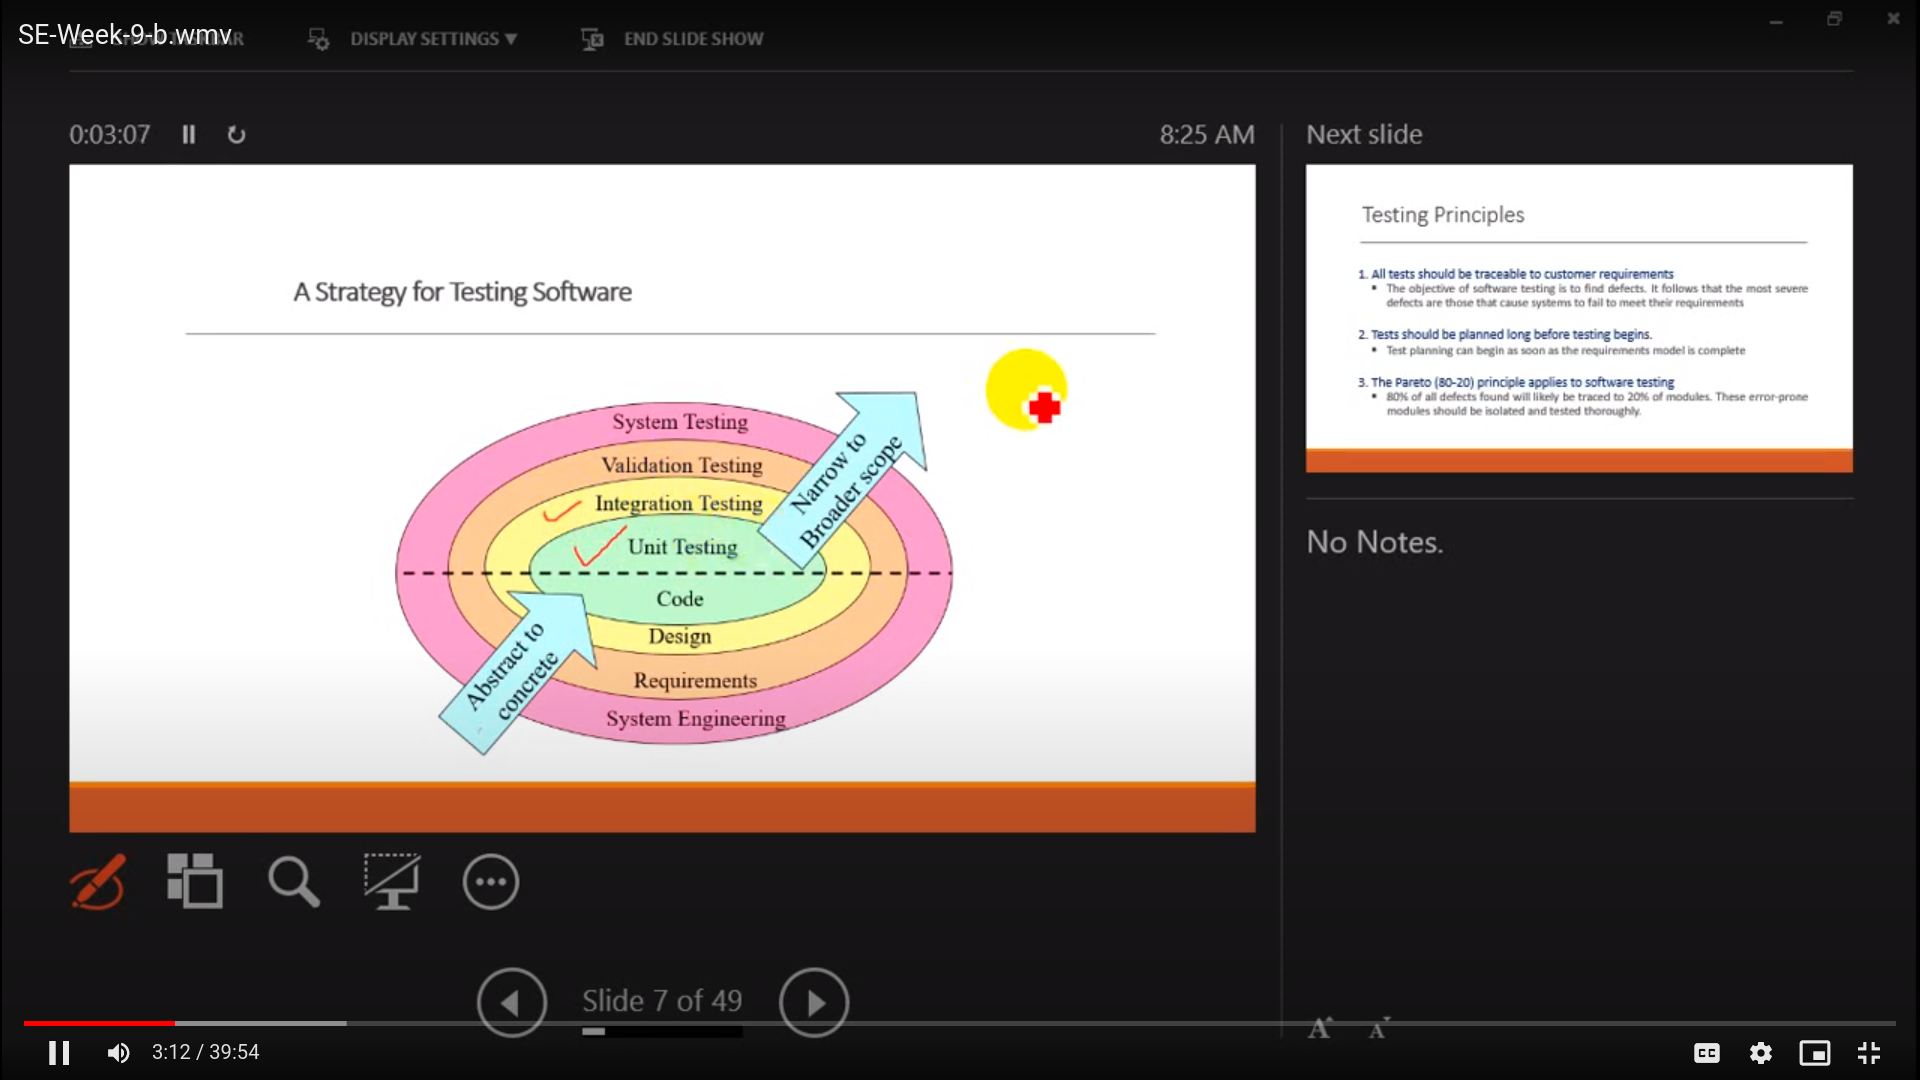 SE-Week-9-b.wmv
DISPLAY SETTINGS ▼
END SLIDE SHOW
0:03:07
8:25 AM
Next slide
A Strategy for Testing Software
System Testing
Validation Testing
Integration Testing
Unit Testing
Code
Design
Requirements
System Engineering
Narrow to
Broader scope
Abstract to
concrete
Testing Principles
1. All tests should be traceable to customer requirements
▪ The objective of software testing is to find defects. It follows that the most severe
defects are those that cause systems to fail to meet their requirements
2. Tests should be planned long before testing begins.
▪ Test planning can begin as soon as the requirements model is complete
3. The Pareto (80-20) principle applies to software testing
▪ 80% of all defects found will likely be traced to 20% of modules. These error-prone
modules should be isolated and tested thoroughly.
No Notes.
Slide 7 of 49
A A
3:12 / 39:54
CC